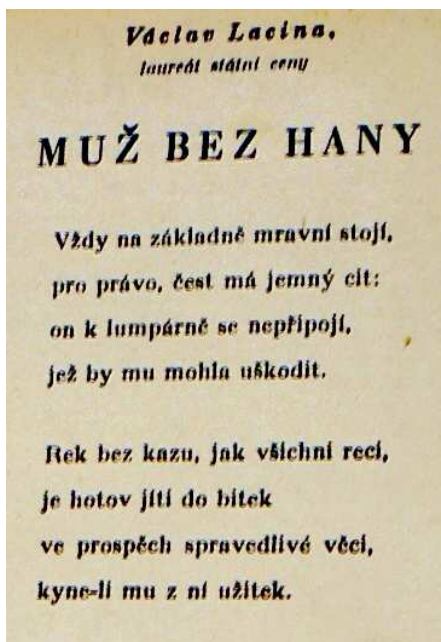 Václav Lacina,
laureát státní ceny
MUŽ BEZ HANY
Vždy na základně mravní stojí,
pro právo, čest má jemný cit:
on k lumpárně se nepřipojí,
jež by mu mohla uškodit.
Rek bez kazu, jak všichni reci,
je hotov jíti do bitek
ve prospěch spravedlivé věci,
kyne-li mu z ní užitek.